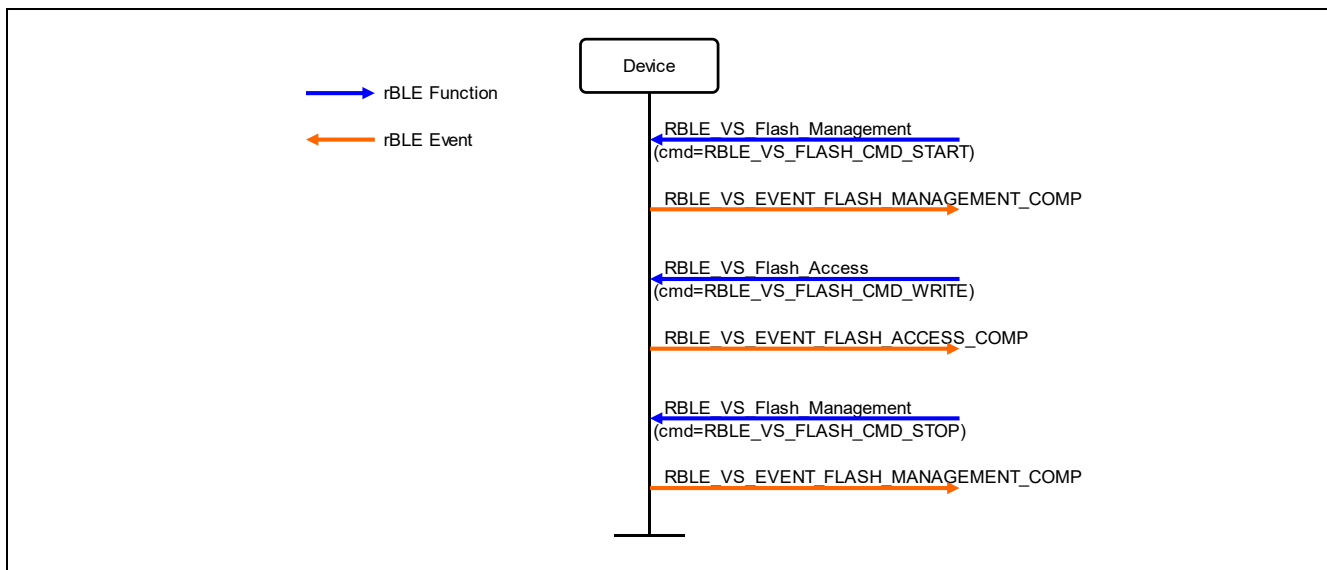 Device
rBLE Function
rBLE Event
RBLE_VS_Flash_Management
(cmd=RBLE_VS_FLASH_CMD_START)
RBLE_VS_EVENT_FLASH_MANAGEMENT_COMP
RBLE_VS_Flash_Access
(cmd=RBLE_VS_FLASH_CMD_WRITE)
RBLE_VS_EVENT_FLASH_ACCESS_COMP
RBLE_VS_Flash_Management
(cmd=RBLE_VS_FLASH_CMD_STOP)
RBLE_VS_EVENT_FLASH_MANAGEMENT_COMP